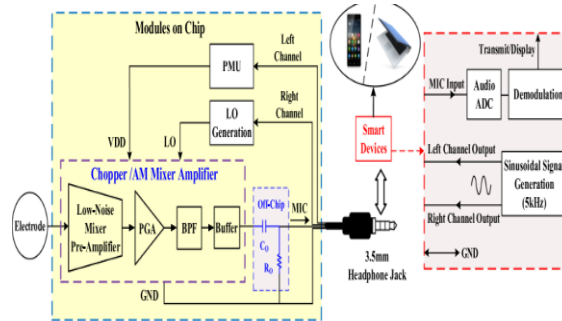 Modules on Chip
Left
Channel
PMU
Right
Channel
LO
Generation
VDD
LO
Chopper /AM Mixer Amplifier
Off-Chip
MIC
Electrode
Low-Noise
Mixer
Pre-Amplifier
PGA
BPF
Buffer
C_O
R_O
GND
Smart
Devices
3.5mm
Headphone Jack
Transmit/Display
MIC Input
Audio
ADC
Demodulation
Left Channel Output
Sinusoidal Signal
Generation
(5kHz)
Right Channel Output
GND